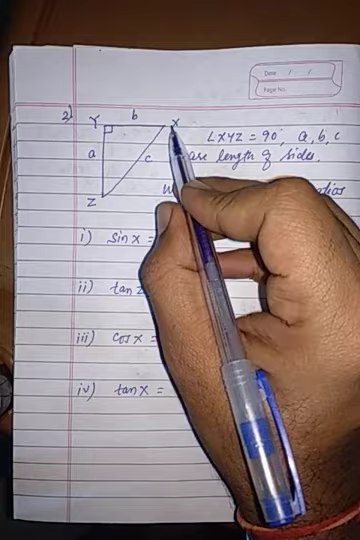 Date / /
Page No.
2) Y b X
a c
Z
∠XYZ = 90°, a, b, c
are length of sides.
i) sin X =
ii) tan Z
iii) cos X =
iv) tan X =